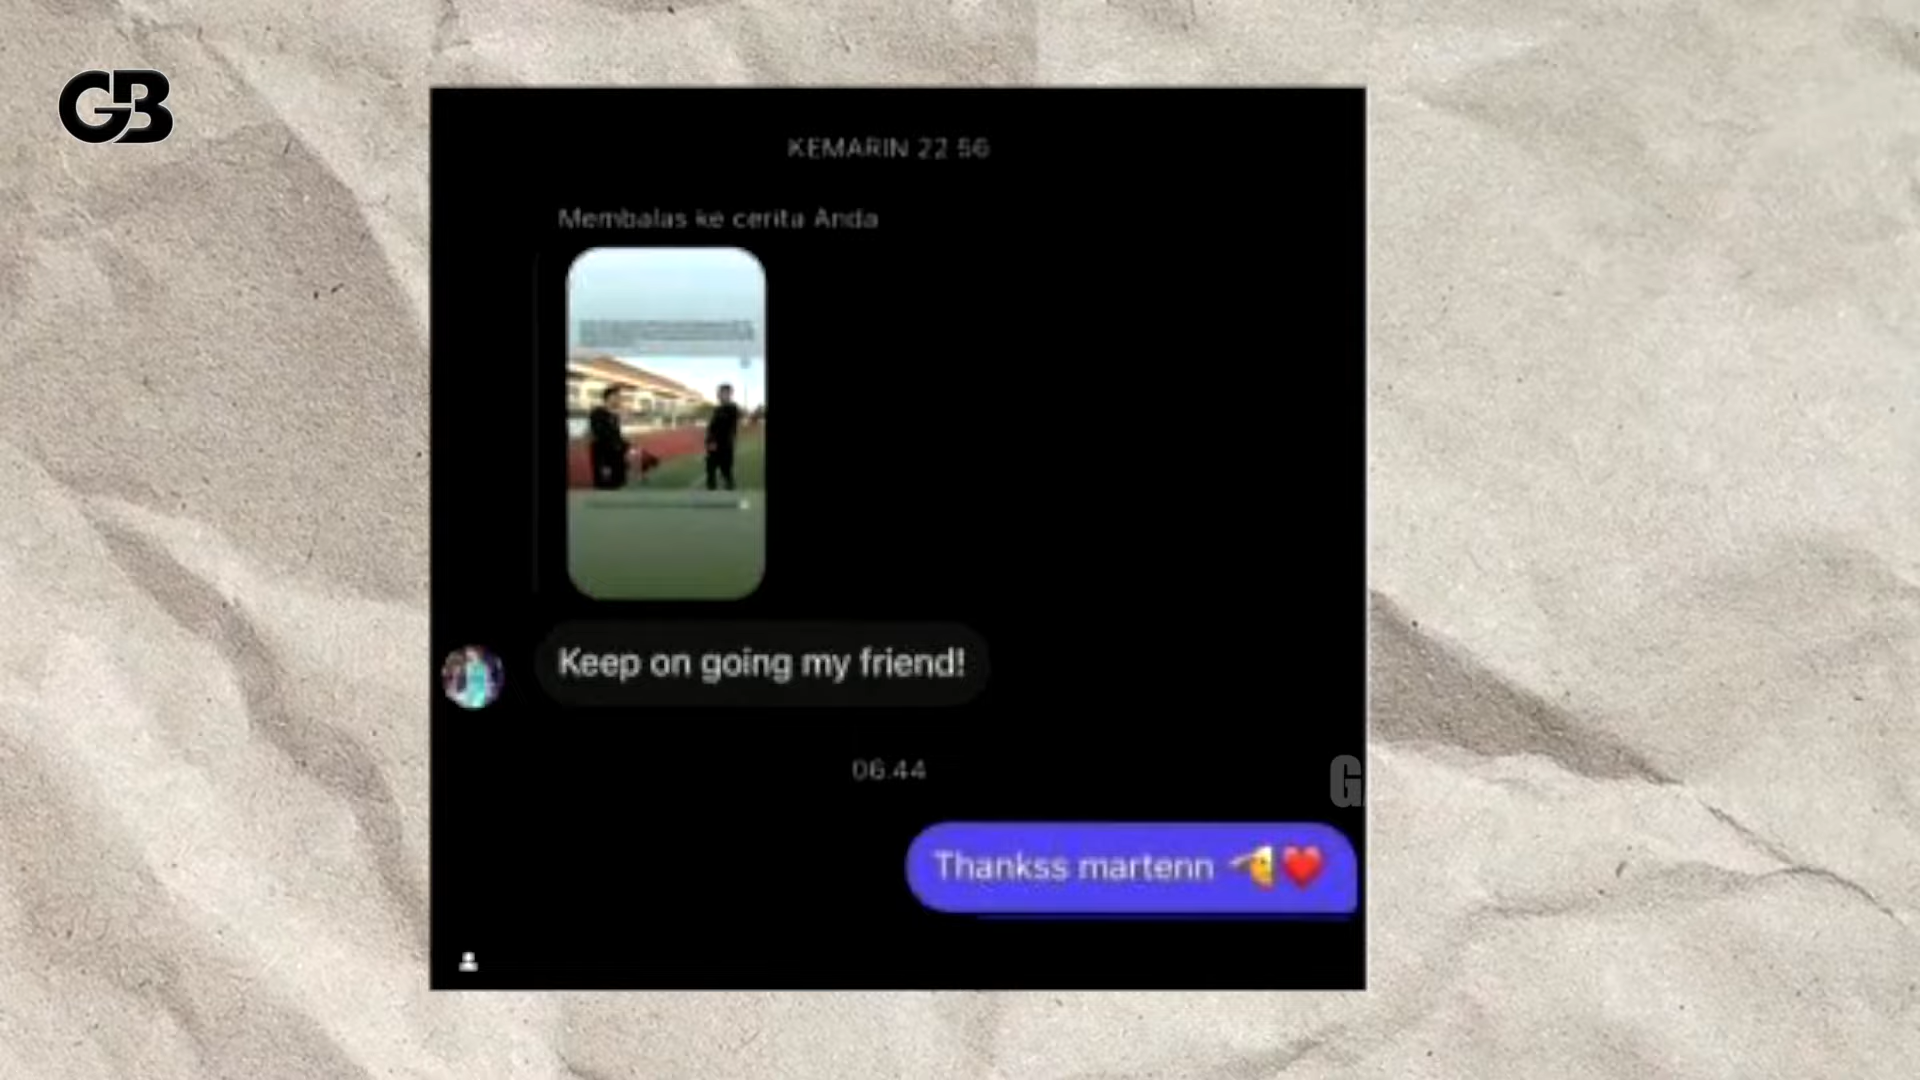 GB
KEMARIN 22 56
Membalas ke cerita Anda
Keep on going my friend!
06.44
G
Thankss martenn 🫡❤️